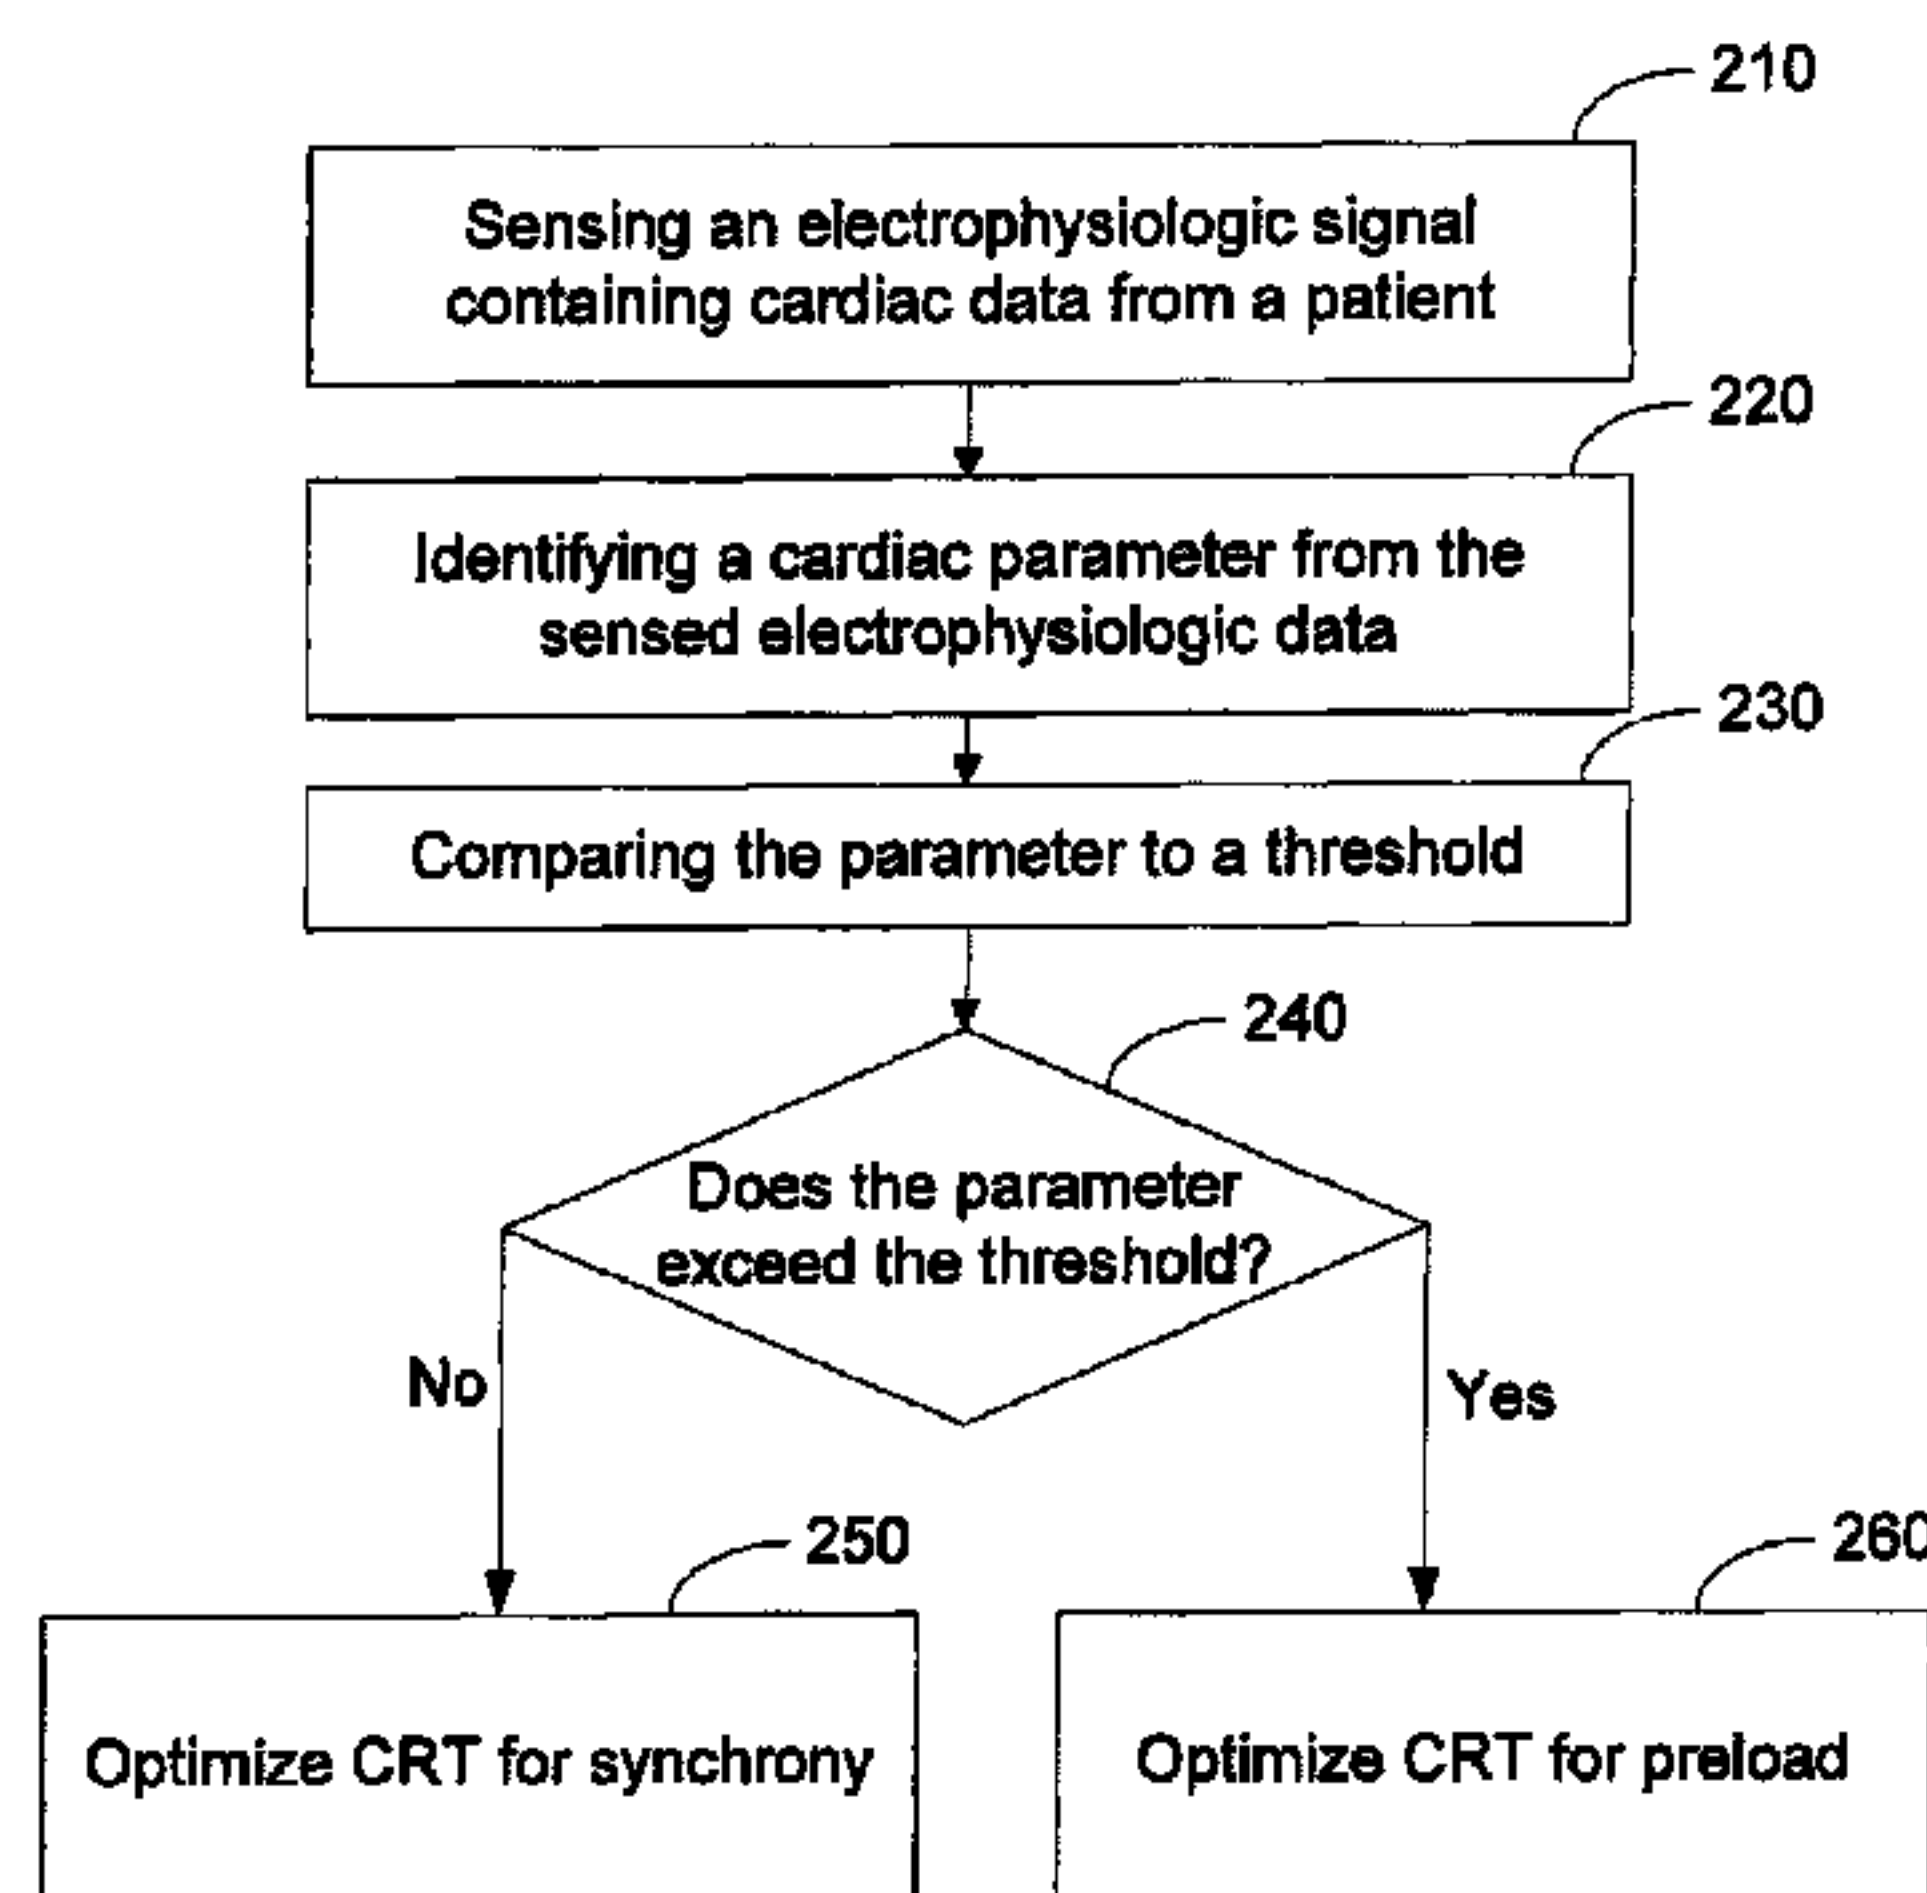 210
Sensing an electrophysiologic signal
containing cardiac data from a patient
220
Identifying a cardiac parameter from the
sensed electrophysiologic data
230
Comparing the parameter to a threshold
240
Does the parameter
exceed the threshold?
No
Yes
250
260
Optimize CRT for synchrony
Optimize CRT for preload